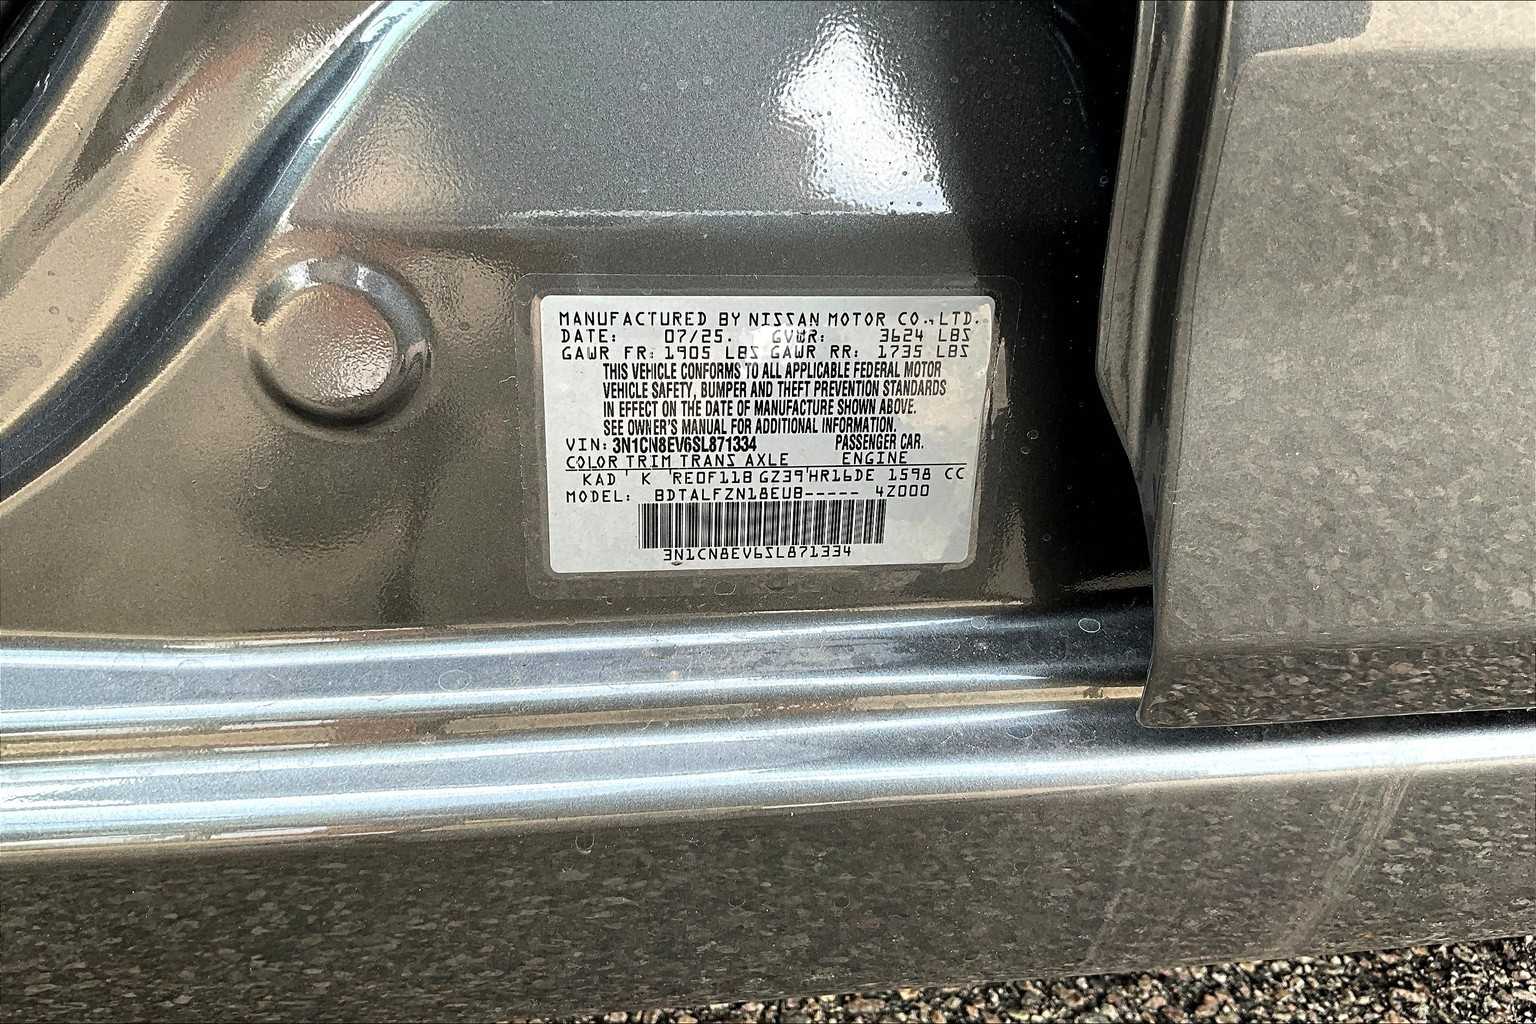 MANUFACTURED BY NISSAN MOTOR CO.,LTD.
DATE: 07/25. GVWR: 3624 LBS
GAWR FR: 1905 LBS GAWR RR: 1735 LBS
THIS VEHICLE CONFORMS TO ALL APPLICABLE FEDERAL MOTOR
VEHICLE SAFETY, BUMPER AND THEFT PREVENTION STANDARDS
IN EFFECT ON THE DATE OF MANUFACTURE SHOWN ABOVE.
SEE OWNER'S MANUAL FOR ADDITIONAL INFORMATION.
VIN: 3N1CN8EV6SL871334 PASSENGER CAR.
COLOR TRIM TRANS AXLE ENGINE
KAD K RE0F11B GZ39 HR16DE 1598 CC
MODEL: BDTALFZN18EUB----- 4Z000
3N1CN8EV6SL871334